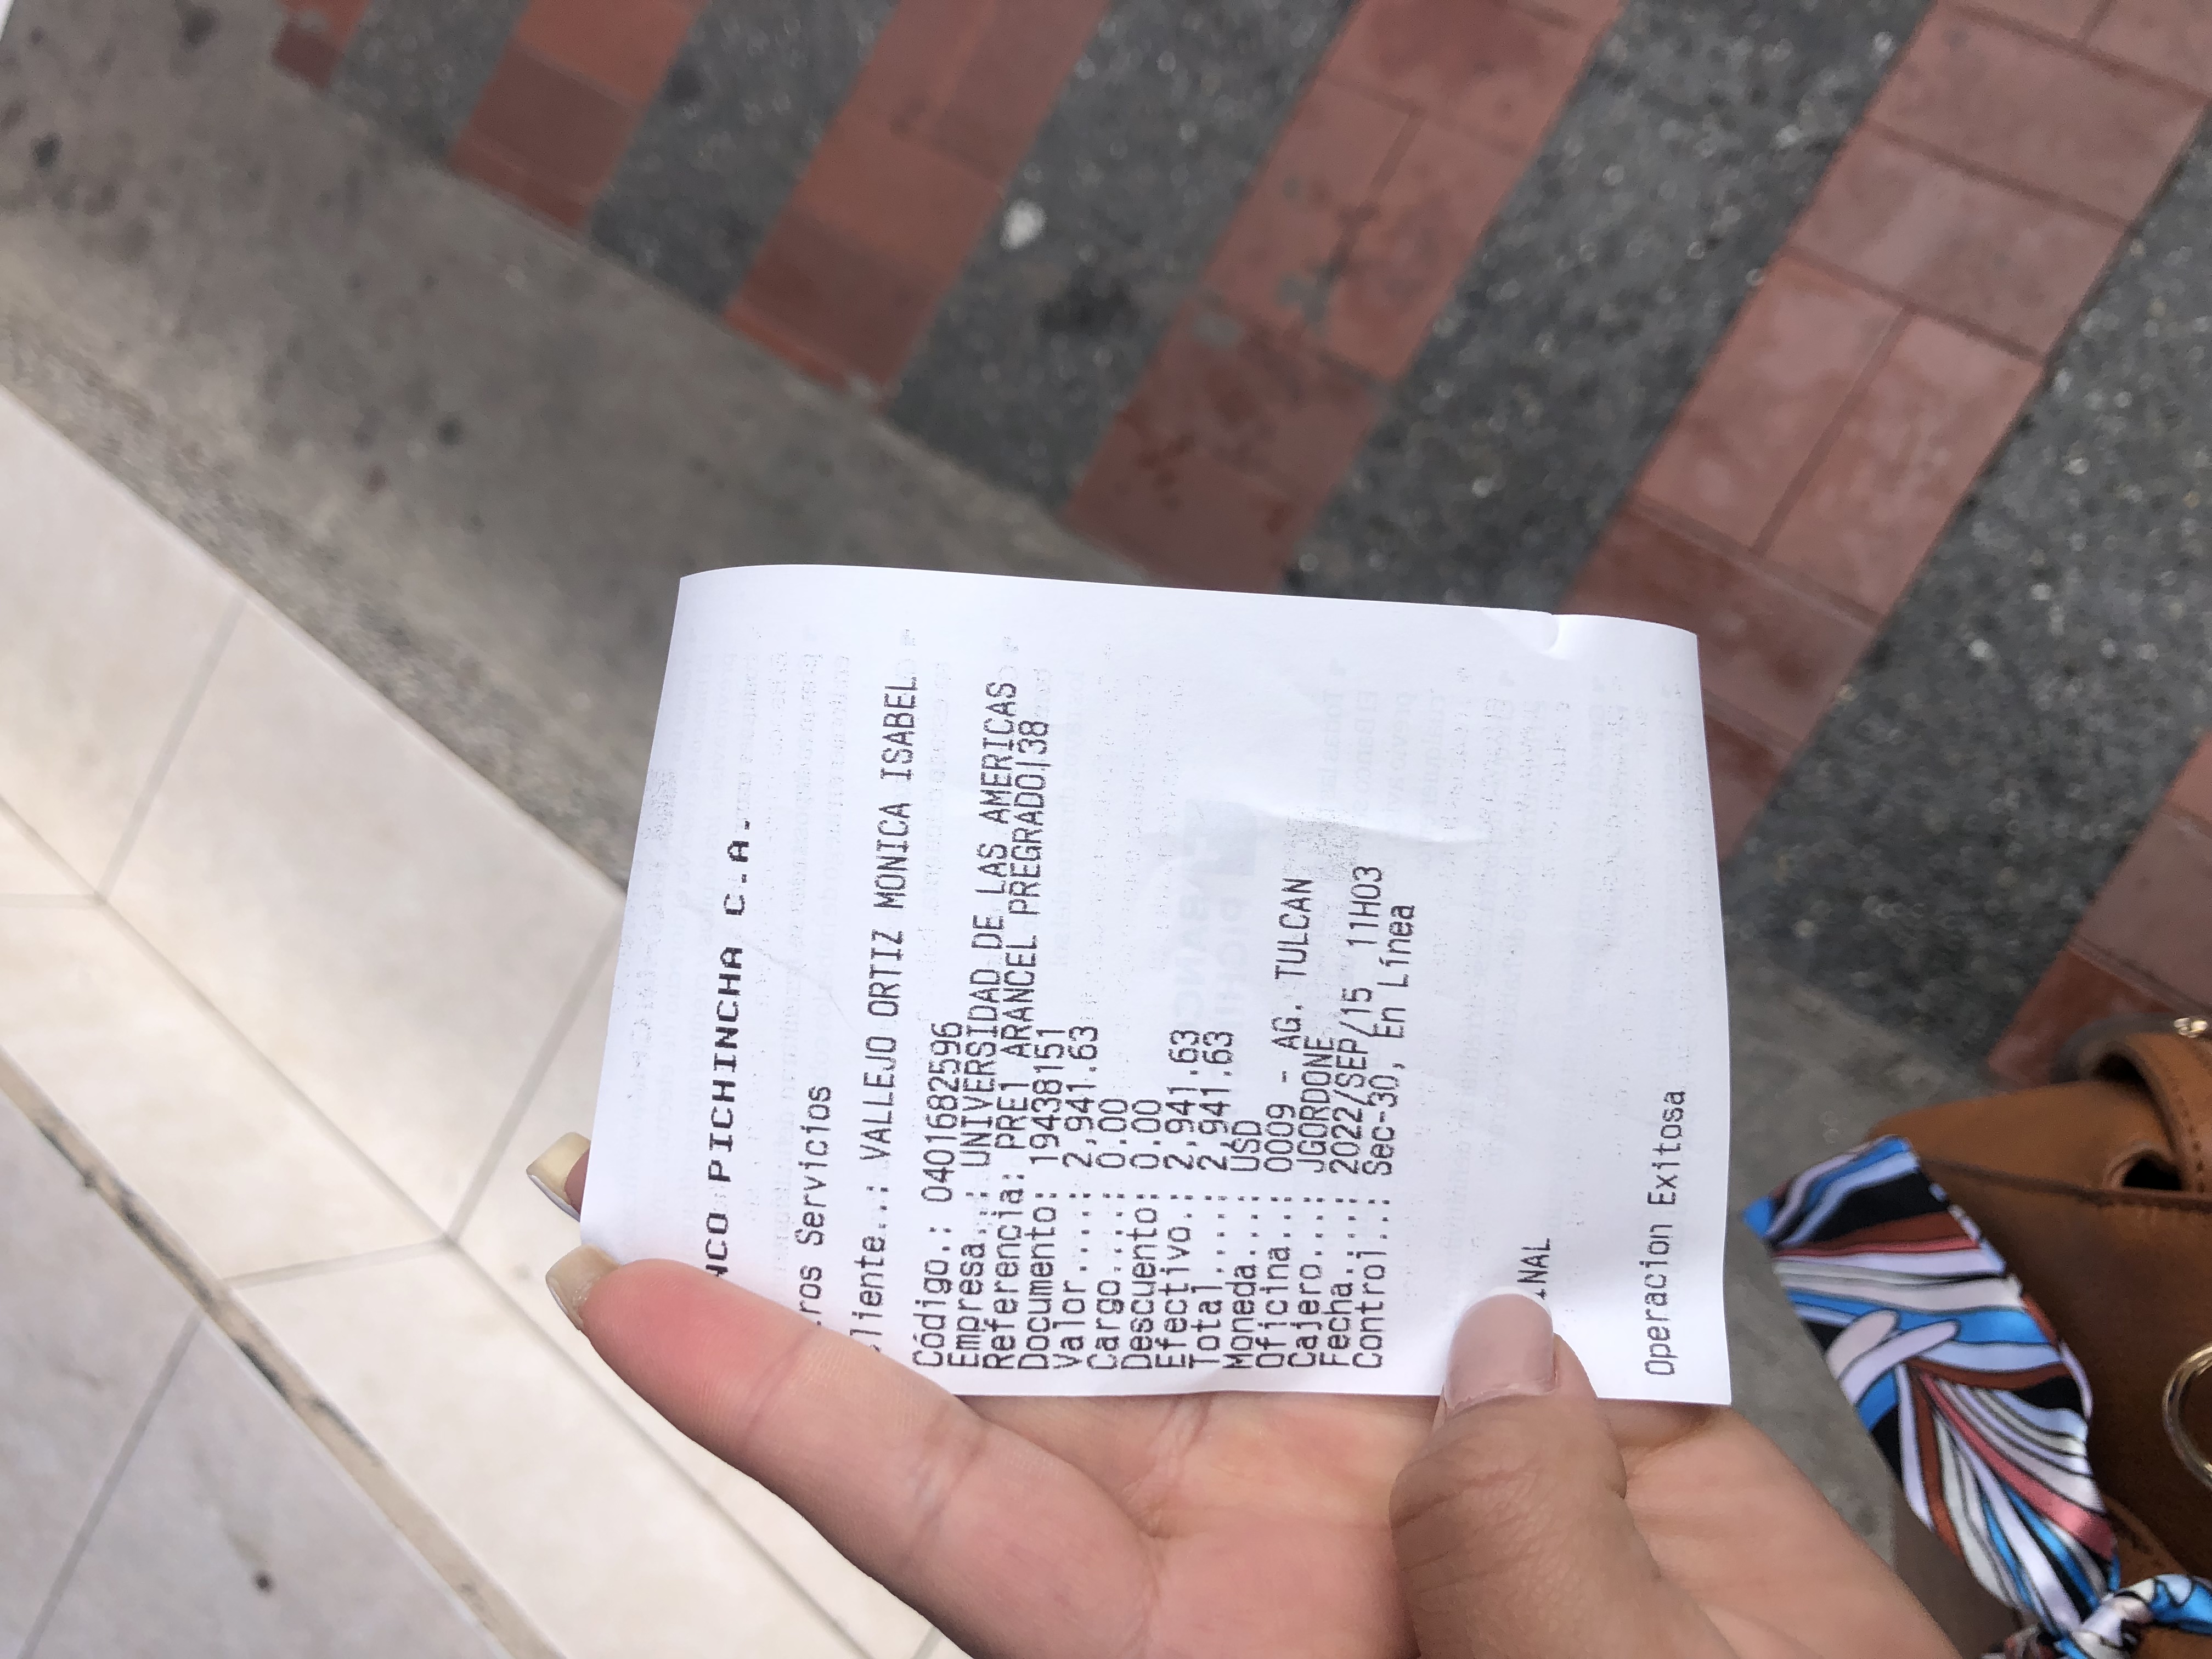 NCO PICHINCHA C.A.
ros Servicios
liente..: VALLEJO ORTIZ MONICA ISABEL
Código.: 0401682596
Empresa.: UNIVERSIDAD DE LAS AMERICAS
Referencia: PRE1 ARANCEL PREGRADO|38
Documento: 19438151
Valor.....: 2,941.63
Cargo.....: 0.00
Descuento: 0.00
Efectivo.: 2,941.63
Total.....: 2,941.63
Moneda...: USD
Oficina...: 0009 - AG. TULCAN
Cajero....: JGORDONE
Fecha.....: 2022/SEP/15 11H03
Control..: Sec-30, En Línea
INAL
Operacion Exitosa